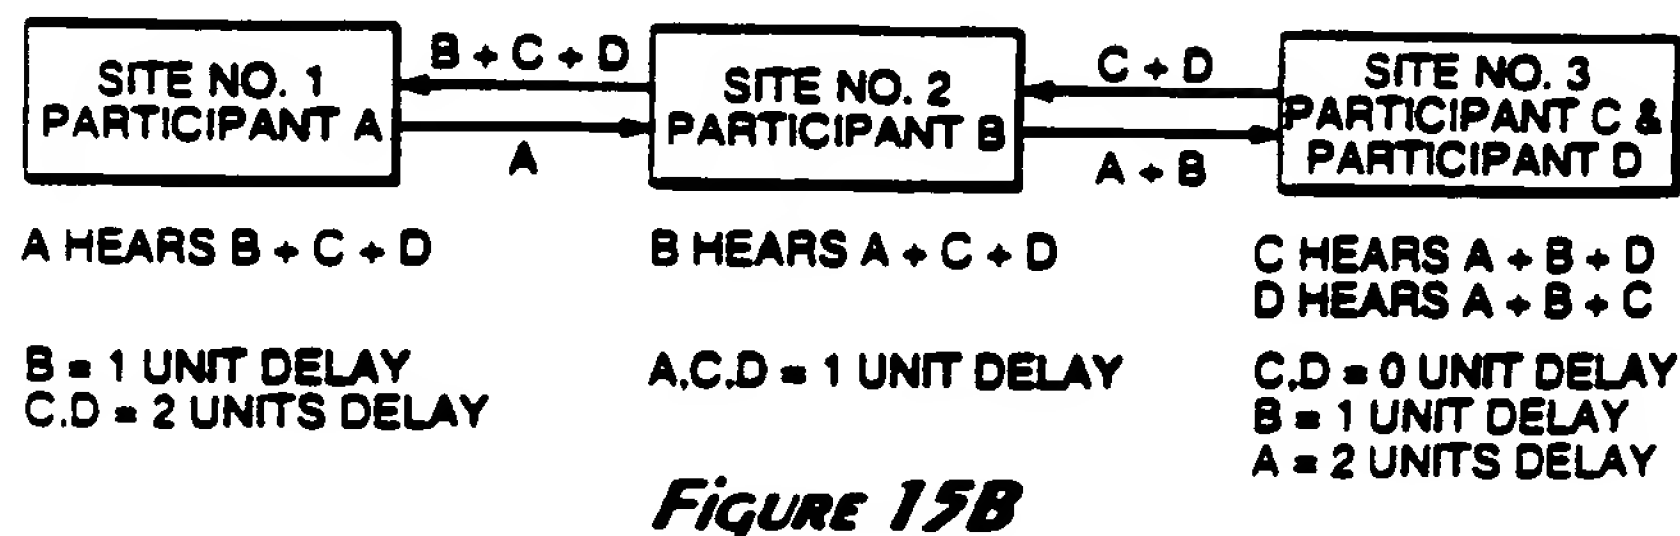 SITE NO. 1
PARTICIPANT A
B + C + D
A
SITE NO. 2
PARTICIPANT B
C + D
A + B
SITE NO. 3
PARTICIPANT C &
PARTICIPANT D
A HEARS B + C + D
B HEARS A + C + D
C HEARS A + B + D
D HEARS A + B + C
B = 1 UNIT DELAY
C,D = 2 UNITS DELAY
A,C,D = 1 UNIT DELAY
C,D = 0 UNIT DELAY
B = 1 UNIT DELAY
A = 2 UNITS DELAY
FIGURE 15B